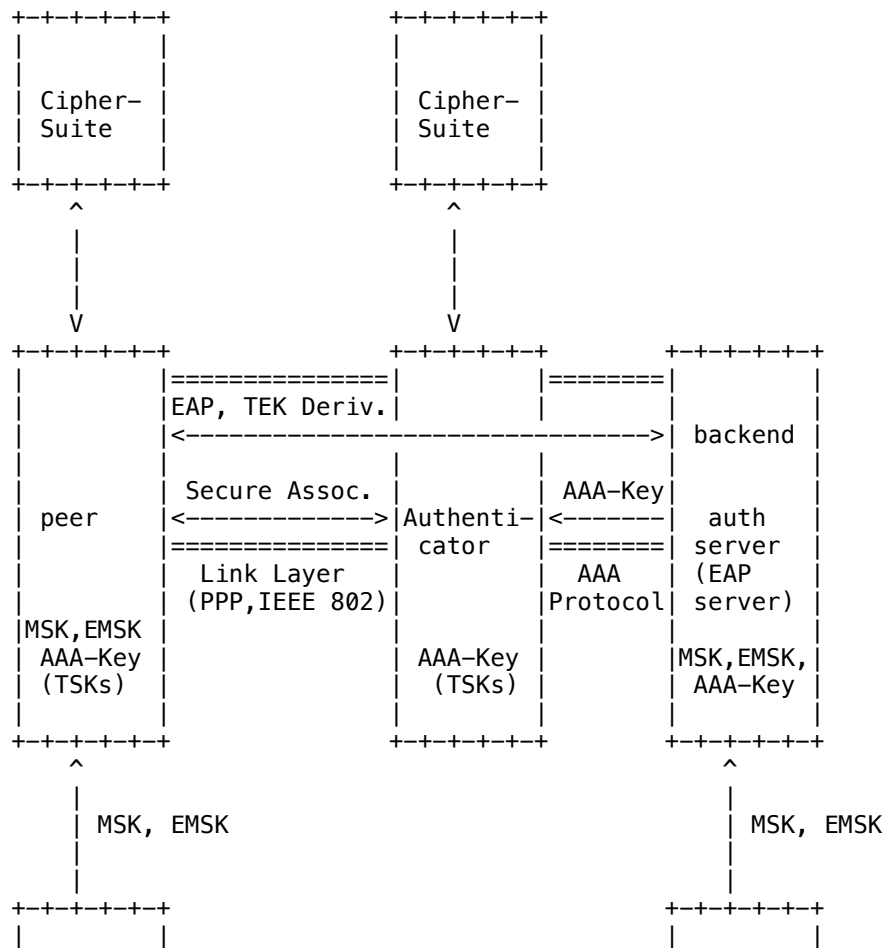 +-+-+-+-+-+               +-+-+-+-+-+
|         |               |         |
|         |               |         |
| Cipher- |               | Cipher- |
| Suite   |               | Suite   |
|         |               |         |
+-+-+-+-+-+               +-+-+-+-+-+
    ^                         ^
    |                         |
    |                         |
    |                         |
    V                         V
+-+-+-+-+-+               +-+-+-+-+-+        +-+-+-+-+-+
|         |===============|         |========|         |
|         |EAP, TEK Deriv.|         |        |         |
|         |<-------------------------------->| backend |
|         |               |         |        |         |
|         | Secure Assoc. |         | AAA-Key|         |
| peer    |<------------->|Authenti-|<-------|  auth   |
|         |===============| cator   |========| server  |
|         |  Link Layer   |         |  AAA   | (EAP    |
|         | (PPP,IEEE 802)|         |Protocol| server) |
|MSK,EMSK |               |         |        |         |
| AAA-Key |               | AAA-Key |        |MSK,EMSK,|
| (TSKs)  |               |  (TSKs) |        | AAA-Key |
|         |               |         |        |         |
+-+-+-+-+-+               +-+-+-+-+-+        +-+-+-+-+-+
    ^                                            ^
    |                                            |
    | MSK, EMSK                                  | MSK, EMSK
    |                                            |
    |                                            |
+-+-+-+-+-+                                  +-+-+-+-+-+
|         |                                  |         |